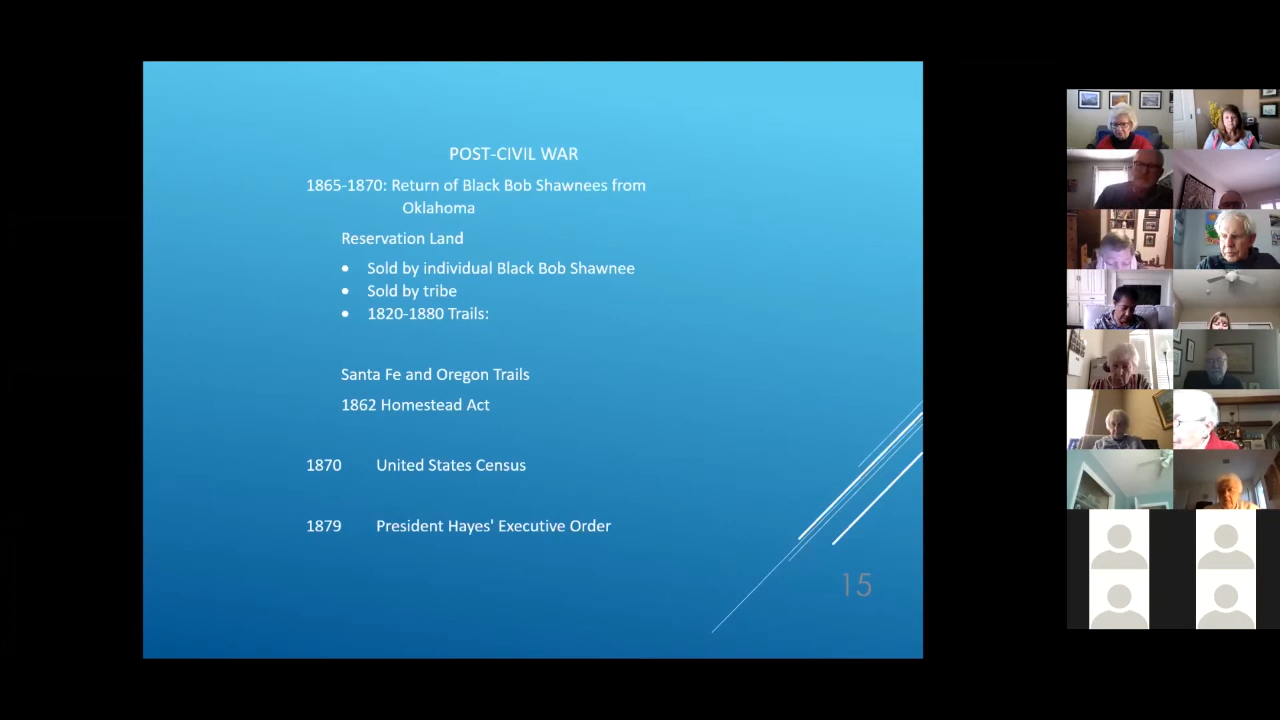 POST-CIVIL WAR
1865-1870: Return of Black Bob Shawnees from
Oklahoma
Reservation Land
• Sold by individual Black Bob Shawnee
• Sold by tribe
• 1820-1880 Trails:
Santa Fe and Oregon Trails
1862 Homestead Act
1870 United States Census
1879 President Hayes' Executive Order
15